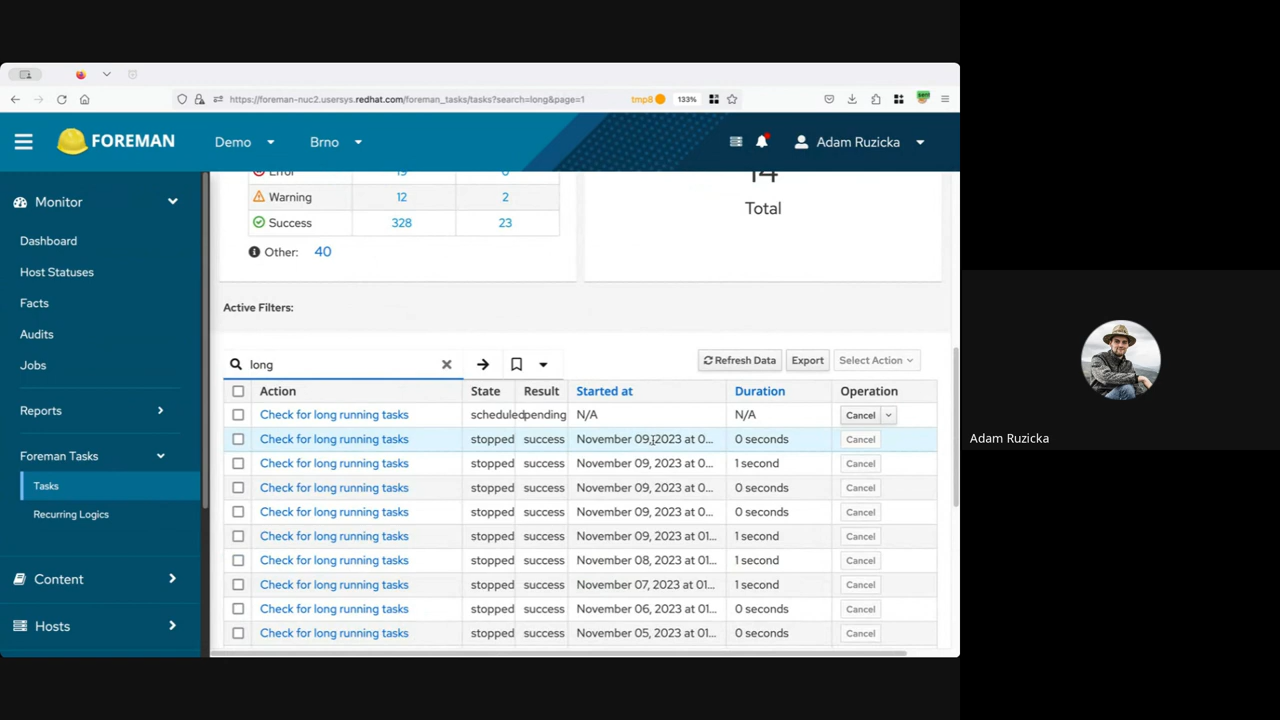 https://foreman-nuc2.usersys.redhat.com/foreman_tasks/tasks?search=long&page=1 tmp8 133%
FOREMAN Demo Brno Adam Ruzicka
Monitor
Dashboard
Host Statuses
Facts
Audits
Jobs
Reports
Foreman Tasks
Tasks
Recurring Logics
Content
Hosts
Warning 12 2
Success 328 23
Other: 40
14
Total
Active Filters:
long Refresh Data Export Select Action
Action State Result Started at Duration Operation
Check for long running tasks scheduled pending N/A N/A Cancel
Check for long running tasks stopped success November 09, 2023 at 0... 0 seconds Cancel
Check for long running tasks stopped success November 09, 2023 at 0... 1 second Cancel
Check for long running tasks stopped success November 09, 2023 at 0... 0 seconds Cancel
Check for long running tasks stopped success November 09, 2023 at 0... 0 seconds Cancel
Check for long running tasks stopped success November 09, 2023 at 01... 1 second Cancel
Check for long running tasks stopped success November 08, 2023 at 01... 1 second Cancel
Check for long running tasks stopped success November 07, 2023 at 01... 1 second Cancel
Check for long running tasks stopped success November 06, 2023 at 01... 0 seconds Cancel
Check for long running tasks stopped success November 05, 2023 at 01... 0 seconds Cancel
Adam Ruzicka